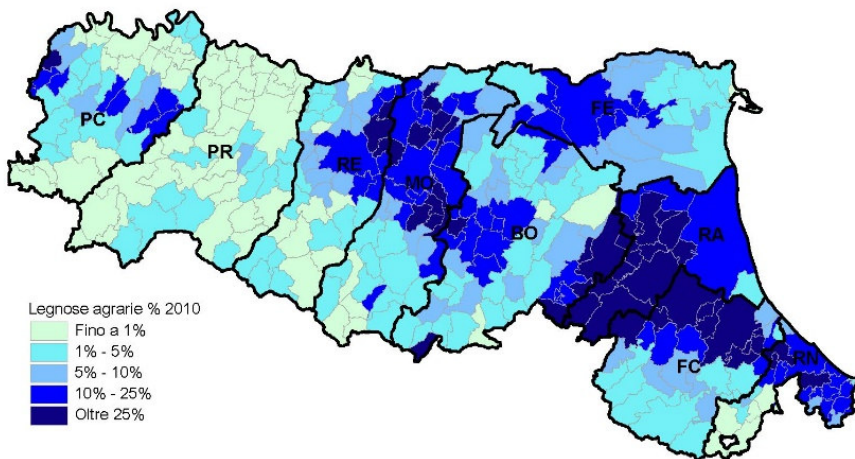 PC
PR
RE
MO
FE
BO
RA
FC
RN
Legnose agrarie % 2010
Fino a 1%
1% - 5%
5% - 10%
10% - 25%
Oltre 25%